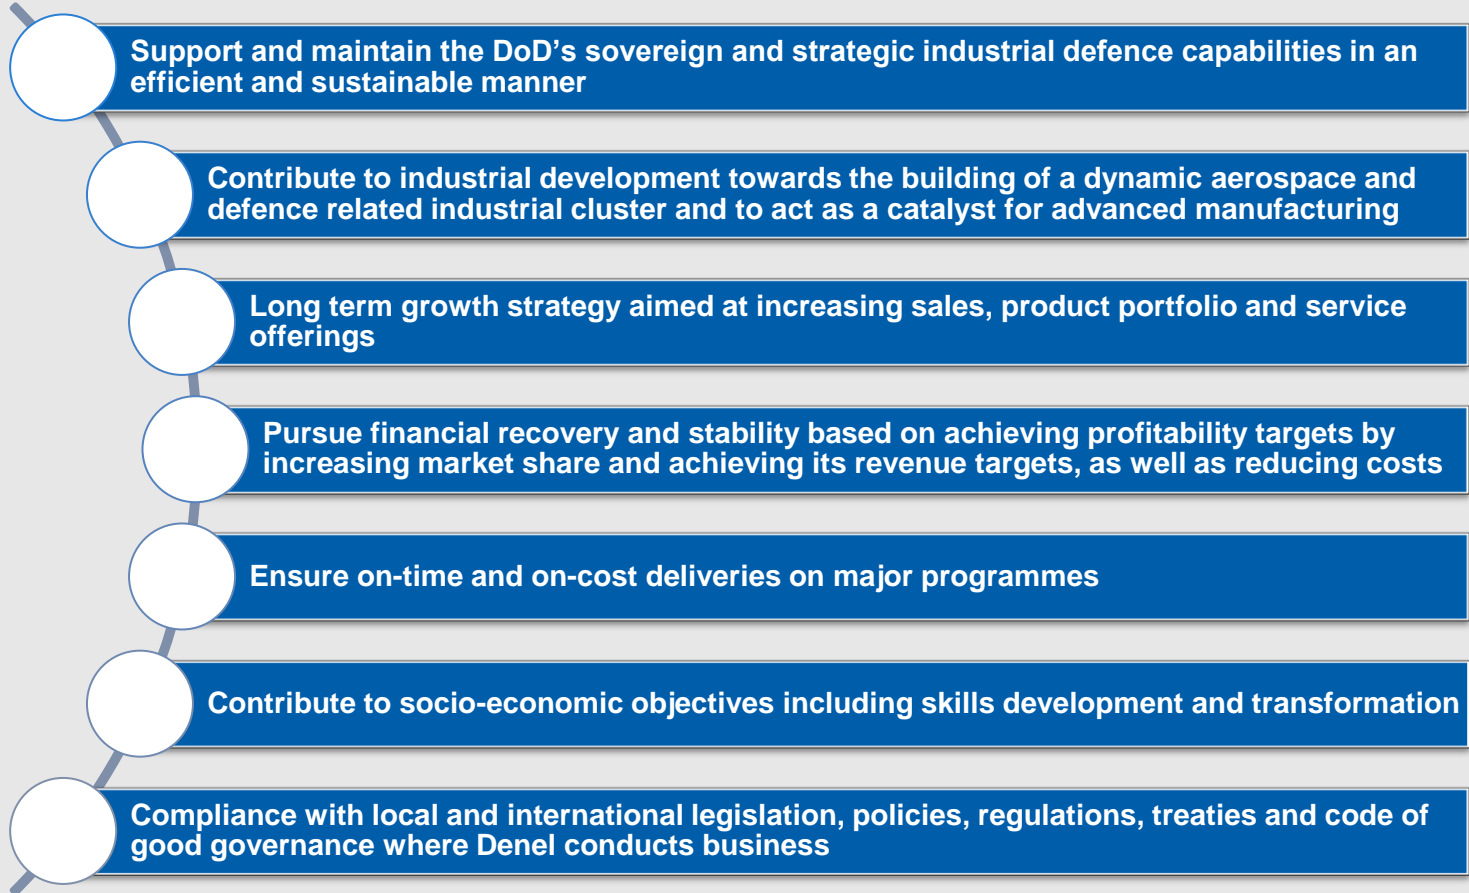 Support and maintain the DoD’s sovereign and strategic industrial defence capabilities in an
efficient and sustainable manner
Contribute to industrial development towards the building of a dynamic aerospace and
defence related industrial cluster and to act as a catalyst for advanced manufacturing
Long term growth strategy aimed at increasing sales, product portfolio and service
offerings
Pursue financial recovery and stability based on achieving profitability targets by
increasing market share and achieving its revenue targets, as well as reducing costs
Ensure on-time and on-cost deliveries on major programmes
Contribute to socio-economic objectives including skills development and transformation
Compliance with local and international legislation, policies, regulations, treaties and code of
good governance where Denel conducts business